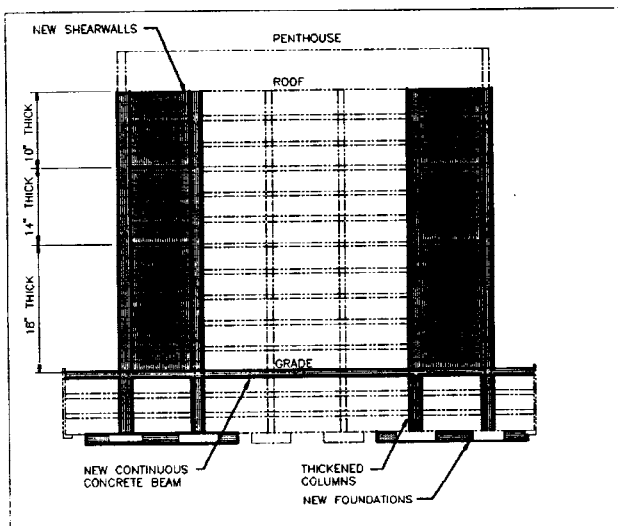 NEW SHEARWALLS
PENTHOUSE
ROOF
10" THICK
14" THICK
18" THICK
GRADE
NEW CONTINUOUS
CONCRETE BEAM
THICKENED
COLUMNS
NEW FOUNDATIONS